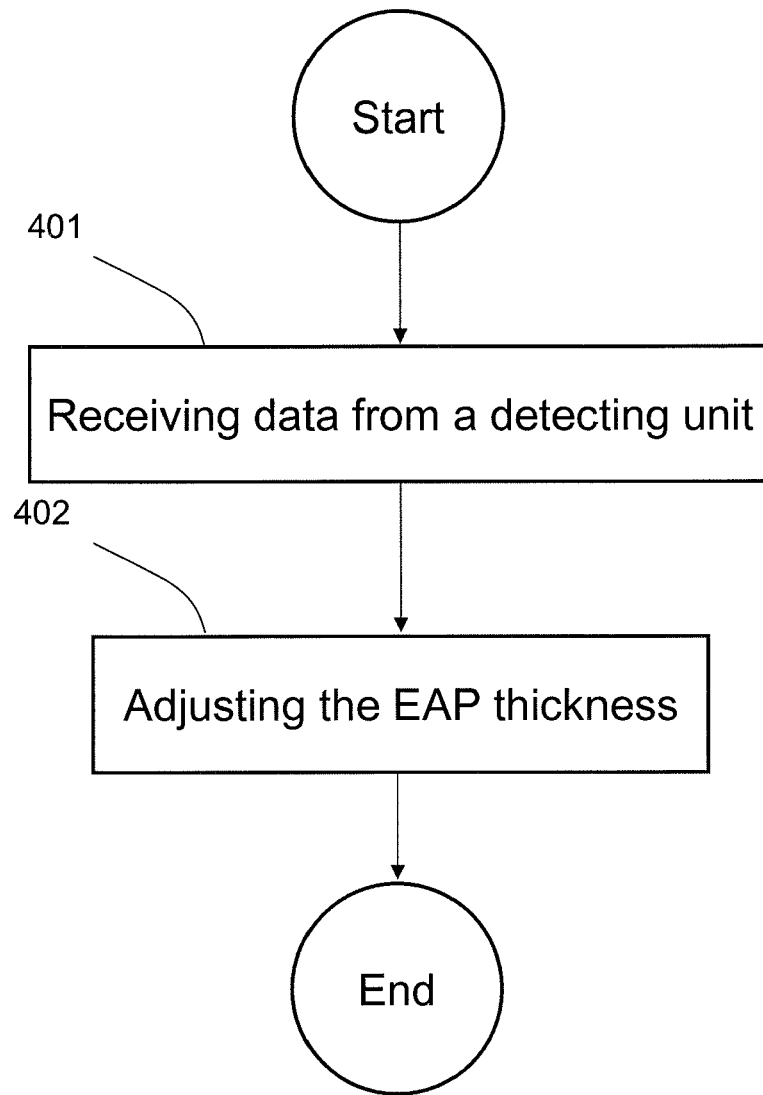 Start
401
Receiving data from a detecting unit
402
Adjusting the EAP thickness
End